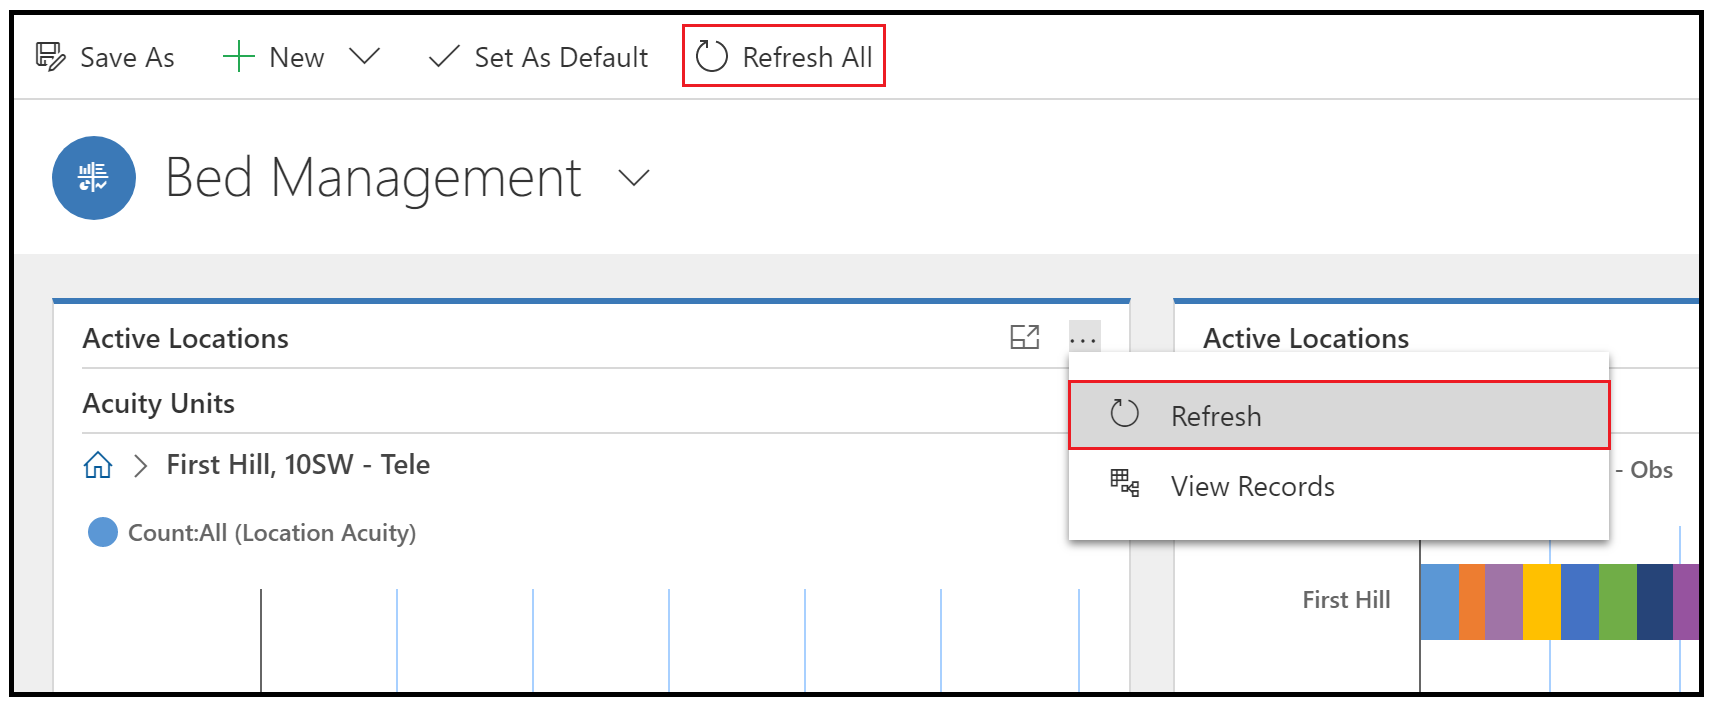 Save As New Set As Default Refresh All
Bed Management
Active Locations ... Active Locations
Acuity Units
Refresh
First Hill, 10SW - Tele
- Obs
View Records
Count:All (Location Acuity)
First Hill